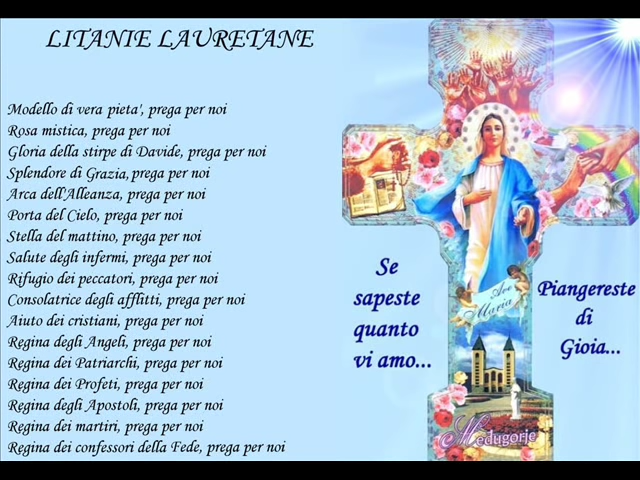 LITANIE LAURETANE
Modello di vera pieta', prega per noi
Rosa mistica, prega per noi
Gloria della stirpe di Davide, prega per noi
Splendore di Grazia, prega per noi
Arca dell'Alleanza, prega per noi
Porta del Cielo, prega per noi
Stella del mattino, prega per noi
Salute degli infermi, prega per noi
Rifugio dei peccatori, prega per noi
Consolatrice degli afflitti, prega per noi
Aiuto dei cristiani, prega per noi
Regina degli Angeli, prega per noi
Regina dei Patriarchi, prega per noi
Regina dei Profeti, prega per noi
Regina degli Apostoli, prega per noi
Regina dei martiri, prega per noi
Regina dei confessori della Fede, prega per noi
Se
sapeste
quanto
vi amo...
Ave
Maria
Piangereste
di
Gioia...
Medugorje